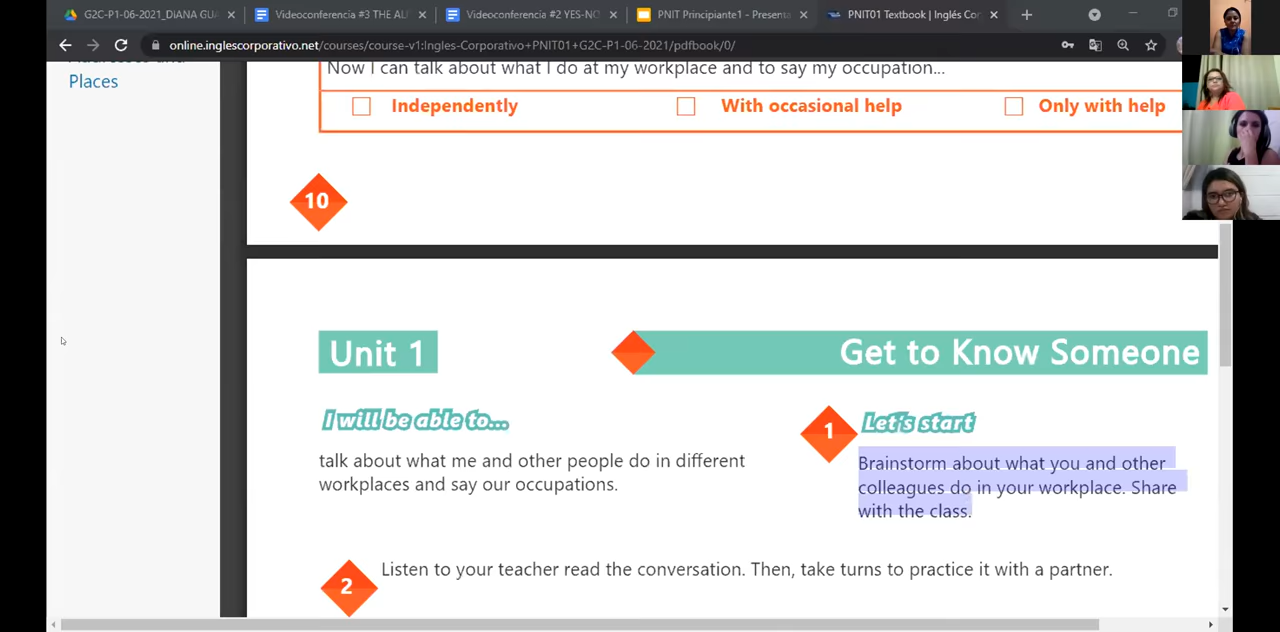 G2C-P1-06-2021_DiANA GUA
Videoconferencia #3 THE AL
Videoconferencia #2 YES-NO
PNIT Principiante1 - Presenta
PNIT01 Textbook | Inglés Cor
online.inglescorporativo.net/courses/course-v1:Ingles-Corporativo+PNIT01+G2C-P1-06-2021/pdfbook/0/
Places
Now I can talk about what I do at my workplace and to say my occupation...
Independently With occasional help Only with help
10
Unit 1 Get to Know Someone
I will be able to...
talk about what me and other people do in different
workplaces and say our occupations.
1 Let's start
Brainstorm about what you and other
colleagues do in your workplace. Share
with the class.
2 Listen to your teacher read the conversation. Then, take turns to practice it with a partner.